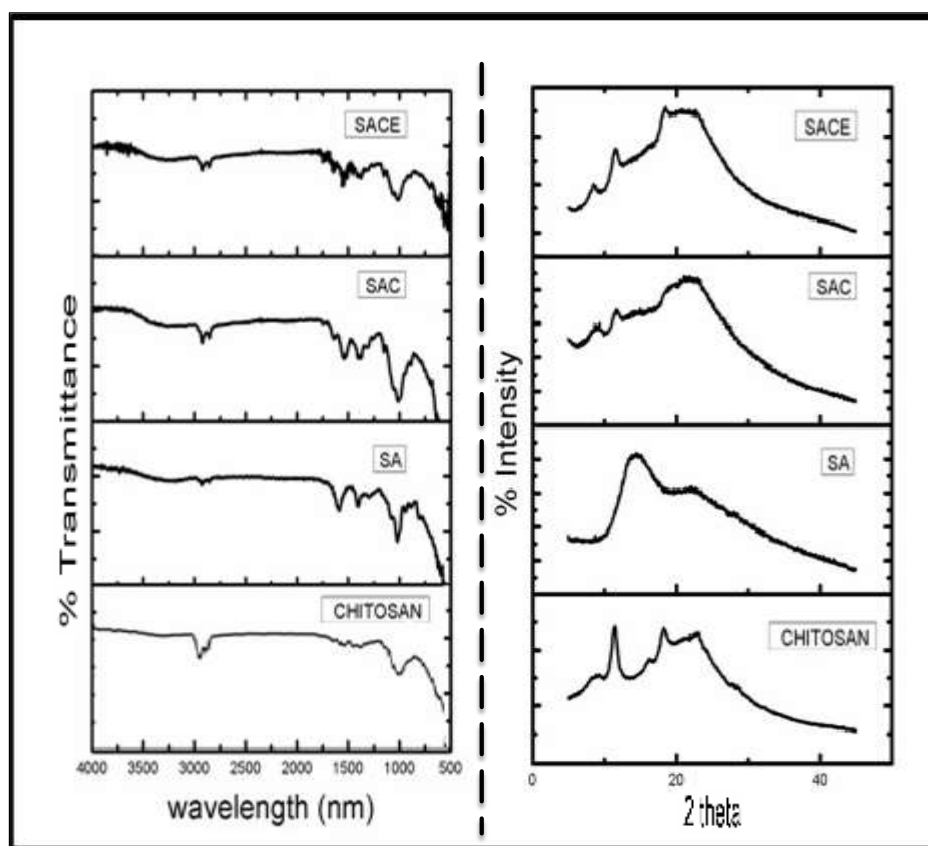 SACE
SAC
SA
CHITOSAN
% Transmittance
4000 3500 3000 2500 2000 1500 1000 500
wavelength (nm)
SACE
SAC
SA
CHITOSAN
% Intensity
0 20 40
2 theta